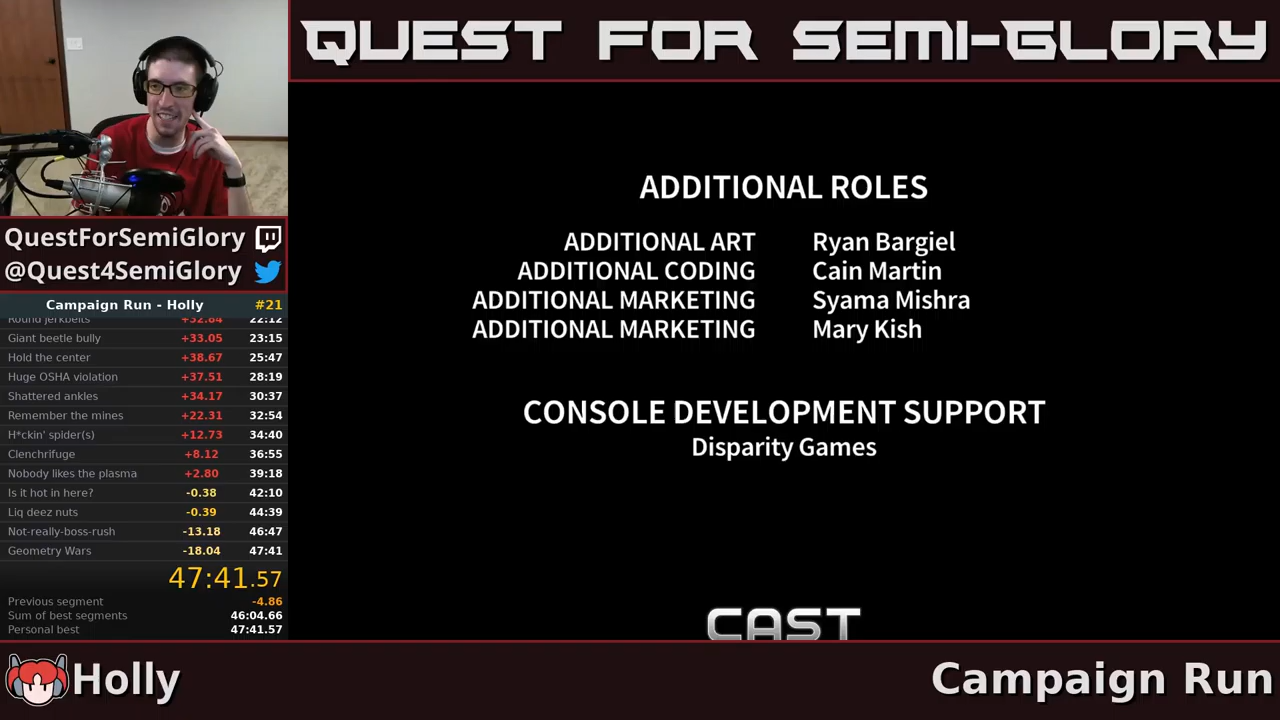 QUEST FOR SEMI-GLORY
QuestForSemiGlory
@Quest4SemiGlory
Campaign Run - Holly #21
Round jerkbelts +32.84 22:12
Giant beetle bully +33.05 23:15
Hold the center +38.67 25:47
Huge OSHA violation +37.51 28:19
Shattered ankles +34.17 30:37
Remember the mines +22.31 32:54
H*ckin' spider(s) +12.73 34:40
Clenchrifuge +8.12 36:55
Nobody likes the plasma +2.80 39:18
Is it hot in here? -0.38 42:10
Liq deez nuts -0.39 44:39
Not-really-boss-rush -13.18 46:47
Geometry Wars -18.04 47:41
47:41.57
Previous segment -4.86
Sum of best segments 46:04.66
Personal best 47:41.57
ADDITIONAL ROLES
ADDITIONAL ART Ryan Bargiel
ADDITIONAL CODING Cain Martin
ADDITIONAL MARKETING Syama Mishra
ADDITIONAL MARKETING Mary Kish
CONSOLE DEVELOPMENT SUPPORT
Disparity Games
CAST
Holly
Campaign Run